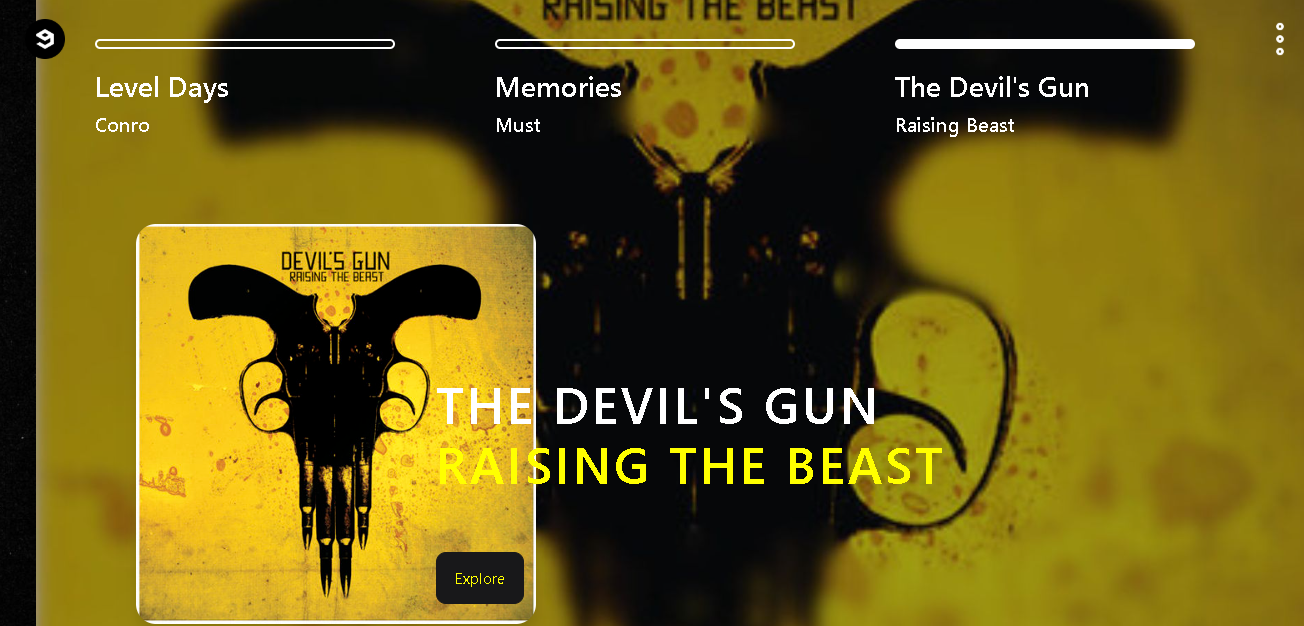 RAISING THE BEAST
Level Days
Conro
Memories
Must
The Devil's Gun
Raising Beast
DEVIL'S GUN
RAISING THE BEAST
THE DEVIL'S GUN
RAISING THE BEAST
Explore